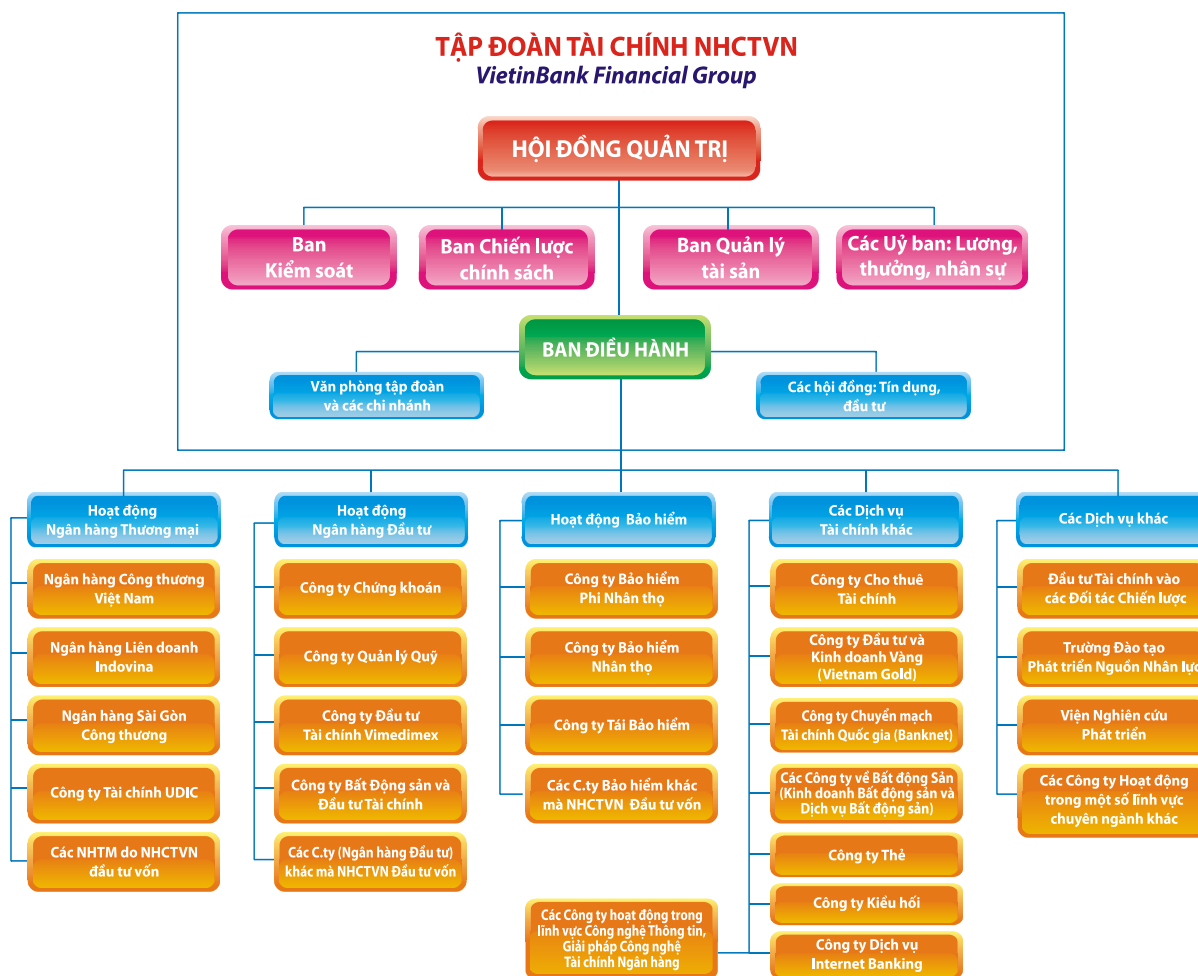 TẬP ĐOÀN TÀI CHÍNH NHCTVN
VietinBank Financial Group
HỘI ĐỒNG QUẢN TRỊ
Ban
Kiểm soát
Ban Chiến lược
chính sách
Ban Quản lý
tài sản
Các Uỷ ban: Lương,
thưởng, nhân sự
BAN ĐIỀU HÀNH
Văn phòng tập đoàn
và các chi nhánh
Các hội đồng: Tín dụng,
đầu tư
Hoạt động
Ngân hàng Thương mại
Ngân hàng Công thương
Việt Nam
Ngân hàng Liên doanh
Indovina
Ngân hàng Sài Gòn
Công thương
Công ty Tài chính UDIC
Các NHTM do NHCTVN
đầu tư vốn
Hoạt động
Ngân hàng Đầu tư
Công ty Chứng khoán
Công ty Quản lý Quỹ
Công ty Đầu tư
Tài chính Vimedimex
Công ty Bất Động sản và
Đầu tư Tài chính
Các C.ty (Ngân hàng Đầu tư)
khác mà NHCTVN Đầu tư vốn
Hoạt động Bảo hiểm
Công ty Bảo hiểm
Phi Nhân thọ
Công ty Bảo hiểm
Nhân thọ
Công ty Tái Bảo hiểm
Các C.ty Bảo hiểm khác
mà NHCTVN Đầu tư vốn
Các Dịch vụ
Tài chính khác
Công ty Cho thuê
Tài chính
Công ty Đầu tư và
Kinh doanh Vàng
(Vietnam Gold)
Công ty Chuyển mạch
Tài chính Quốc gia (Banknet)
Các Công ty về Bất động Sản
(Kinh doanh Bất động sản và
Dịch vụ Bất động sản)
Công ty Thẻ
Công ty Kiều hối
Công ty Dịch vụ
Internet Banking
Các Công ty hoạt động trong
lĩnh vực Công nghệ Thông tin,
Giải pháp Công nghệ
Tài chính Ngân hàng
Các Dịch vụ khác
Đầu tư Tài chính vào
các Đối tác Chiến lược
Trường Đào tạo
Phát triển Nguồn Nhân lực
Viện Nghiên cứu
Phát triển
Các Công ty Hoạt động
trong một số lĩnh vực
chuyên ngành khác